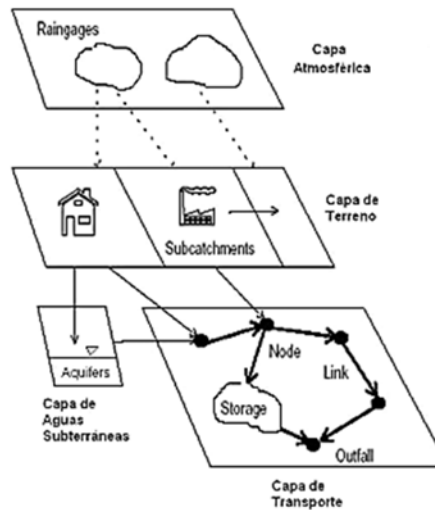 Raingages
Capa
Atmosférica
Capa de
Terreno
Subcatchments
Aquifers
Capa de
Aguas
Subterráneas
Node
Link
Storage
Outfall
Capa de
Transporte